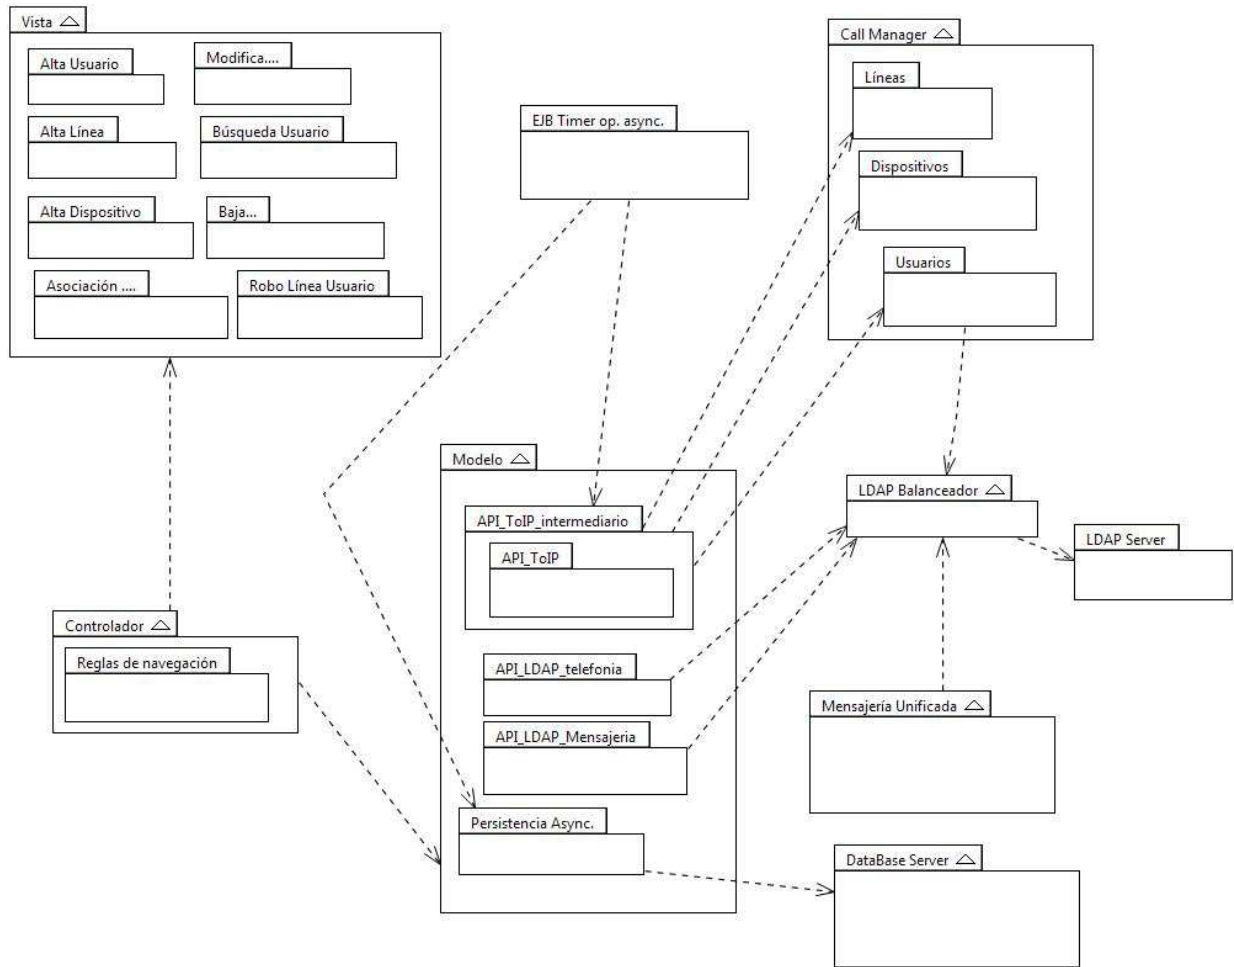 Vista
Alta Usuario
Modifica....
Alta Línea
Búsqueda Usuario
Alta Dispositivo
Baja...
Asociación ....
Robo Línea Usuario
EJB Timer op. async.
Call Manager
Líneas
Dispositivos
Usuarios
Modelo
API_ToIP_intermediario
API_ToIP
API_LDAP_telefonia
API_LDAP_Mensajeria
Persistencia Async.
LDAP Balanceador
LDAP Server
Controlador
Reglas de navegación
Mensajería Unificada
DataBase Server